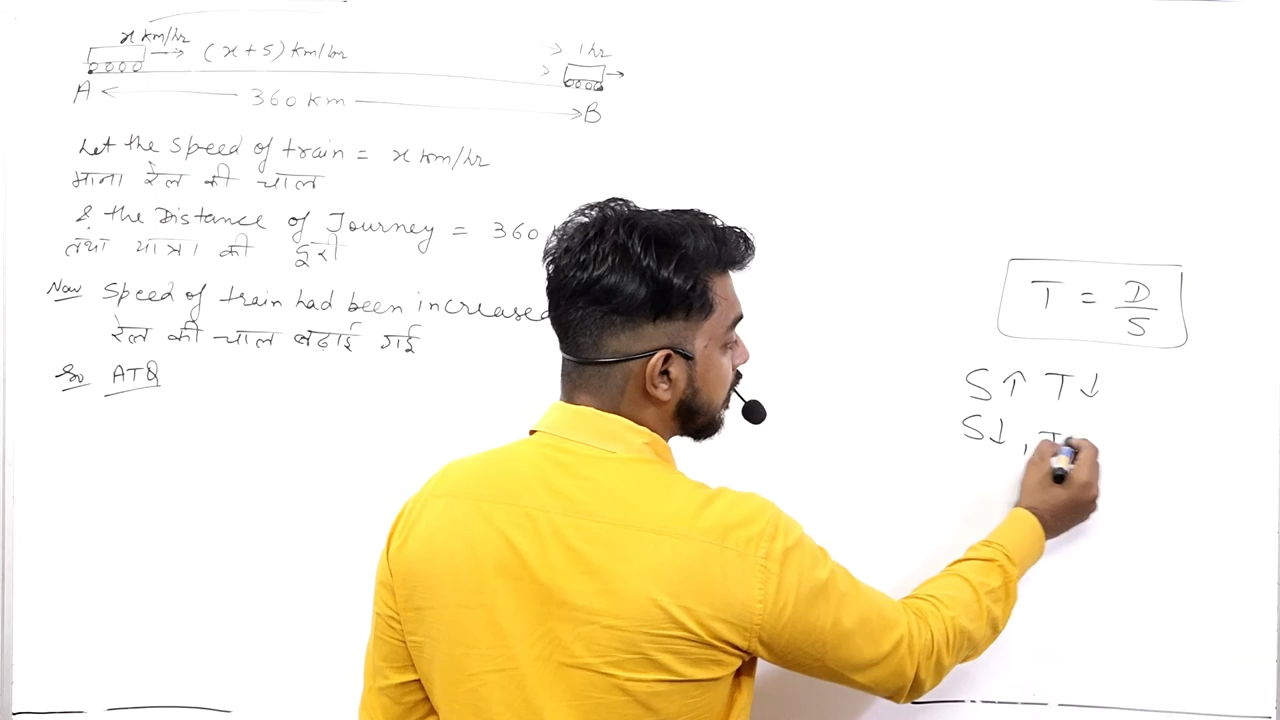 x km/hr
(x+5) km/hr
1 hr
A
360 km
B
Let the speed of train = x km/hr
माना रेल की चाल
& the Distance of Journey = 360
तथा यात्रा की दूरी
Now Speed of train had been increased
रेल की चाल बढ़ाई गई
So ATQ
T = D/S
S↑ T↓
S↓, T